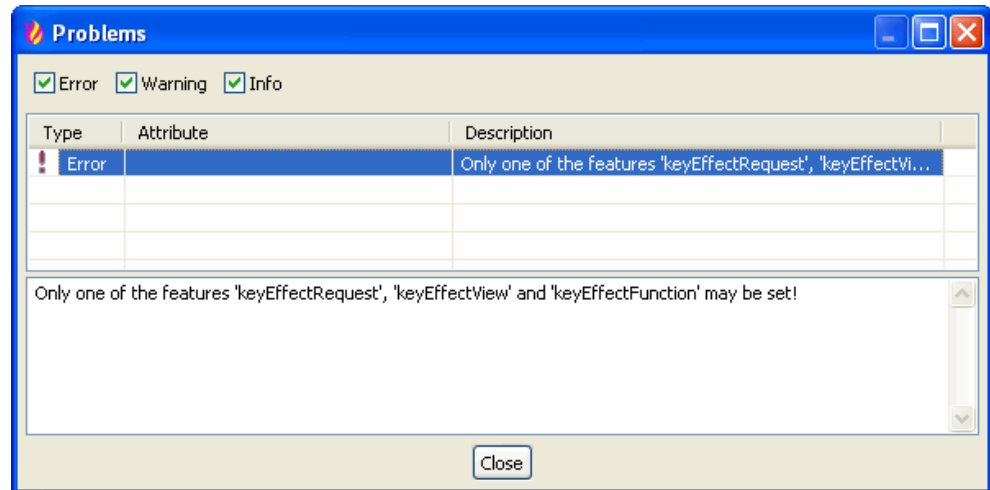 Problems
Error Warning Info
Type Attribute Description
Error Only one of the features 'keyEffectRequest', 'keyEffectVi...
Only one of the features 'keyEffectRequest', 'keyEffectView' and 'keyEffectFunction' may be set!
Close